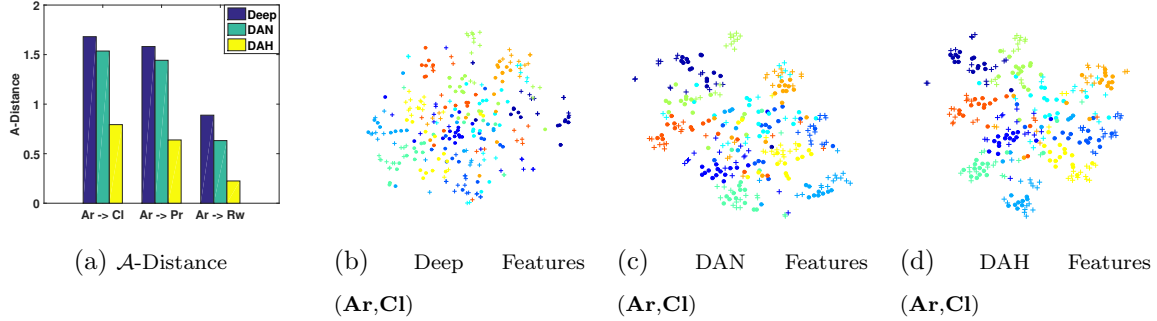 2
1.5
1
0.5
0
A-Distance
Deep
DAN
DAH
Ar -> Cl Ar -> Pr Ar -> Rw
(a) 𝒜-Distance
(b) Deep Features
(Ar,Cl)
(c) DAN Features
(Ar,Cl)
(d) DAH Features
(Ar,Cl)